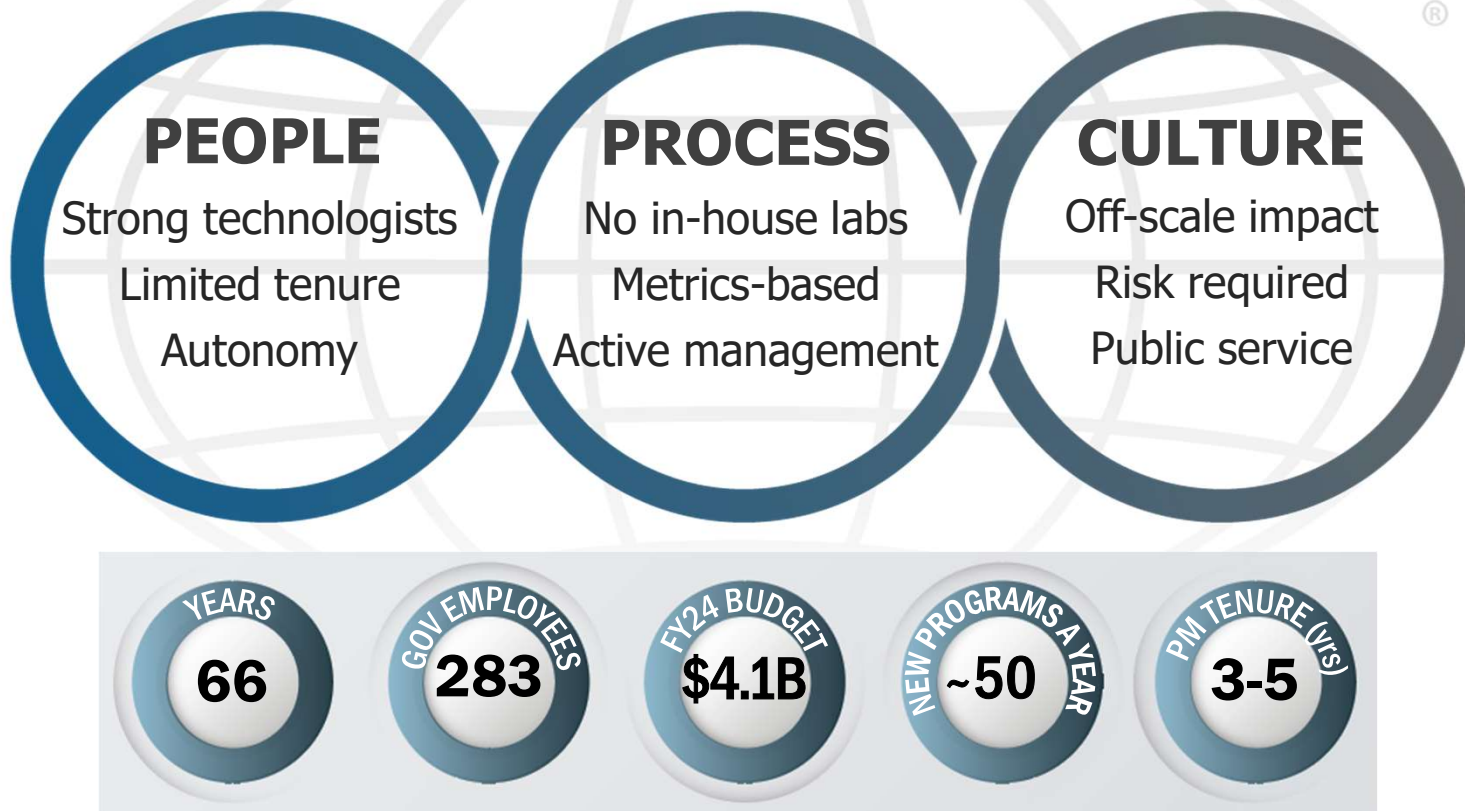 ®
PEOPLE
Strong technologists
Limited tenure
Autonomy
PROCESS
No in-house labs
Metrics-based
Active management
CULTURE
Off-scale impact
Risk required
Public service
YEARS
66
GOV EMPLOYEES
283
FY24 BUDGET
$4.1B
NEW PROGRAMS A YEAR
~50
PM TENURE (yrs)
3-5